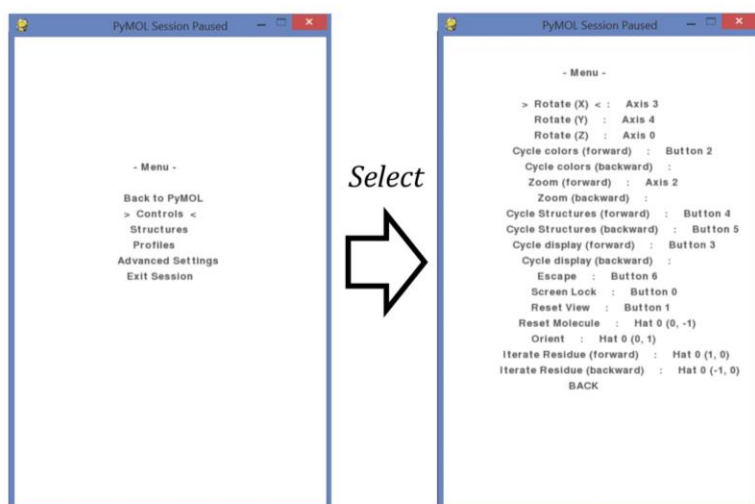 PyMOL Session Paused
- Menu -
Back to PyMOL
> Controls <
Structures
Profiles
Advanced Settings
Exit Session
Select
PyMOL Session Paused
- Menu -
> Rotate (X) < : Axis 3
Rotate (Y) : Axis 4
Rotate (Z) : Axis 0
Cycle colors (forward) : Button 2
Cycle colors (backward) :
Zoom (forward) : Axis 2
Zoom (backward) :
Cycle Structures (forward) : Button 4
Cycle Structures (backward) : Button 5
Cycle display (forward) : Button 3
Cycle display (backward) :
Escape : Button 6
Screen Lock : Button 0
Reset View : Button 1
Reset Molecule : Hat 0 (0, -1)
Orient : Hat 0 (0, 1)
Iterate Residue (forward) : Hat 0 (1, 0)
Iterate Residue (backward) : Hat 0 (-1, 0)
BACK